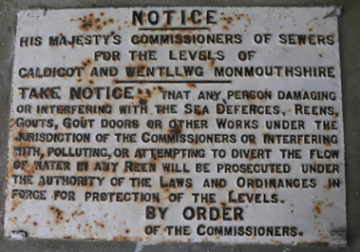 NOTICE
HIS MAJESTY'S COMMISSIONERS OF SEWERS
FOR THE LEVELS OF
CALDICOT AND WENTLLWG MONMOUTHSHIRE
TAKE NOTICE THAT ANY PERSON DAMAGING
OR INTERFERING WITH THE SEA DEFENCES, REENS,
GOUTS, GOUT DOORS OR OTHER WORKS UNDER THE
JURISDICTION OF THE COMMISSIONERS OR INTERFERING
WITH, POLLUTING, OR ATTEMPTING TO DIVERT THE FLOW
OF WATER IN ANY REEN WILL BE PROSECUTED UNDER
THE AUTHORITY OF THE LAWS AND ORDINANCES IN
FORCE FOR PROTECTION OF THE LEVELS.
BY ORDER
OF THE COMMISSIONERS.